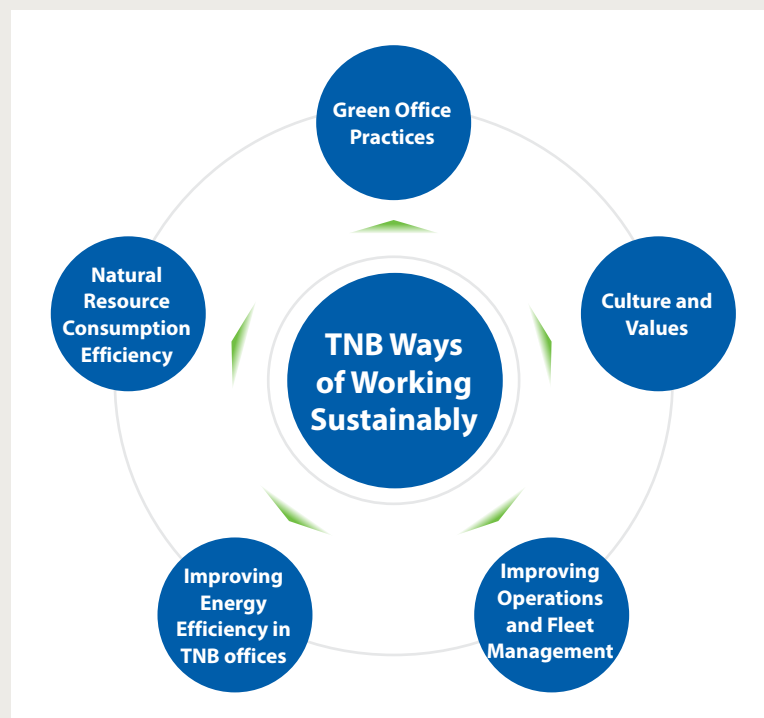 Green Office
Practices
Natural
Resource
Consumption
Efficiency
Culture and
Values
TNB Ways
of Working
Sustainably
Improving
Energy
Efficiency in
TNB offices
Improving
Operations
and Fleet
Management